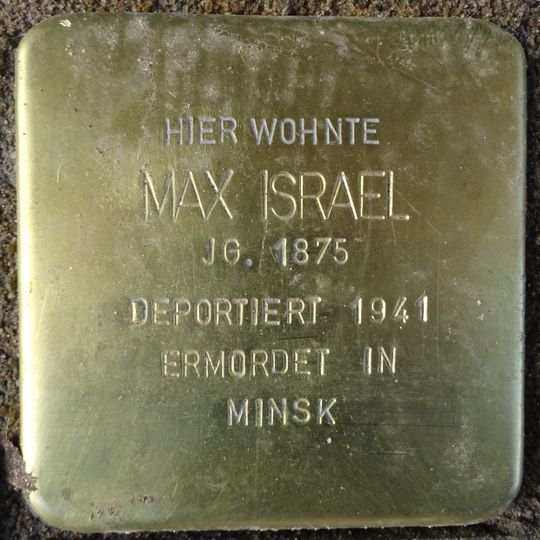 HIER WOHNTE
MAX ISRAEL
JG. 1875
DEPORTIERT 1941
ERMORDET IN
MINSK